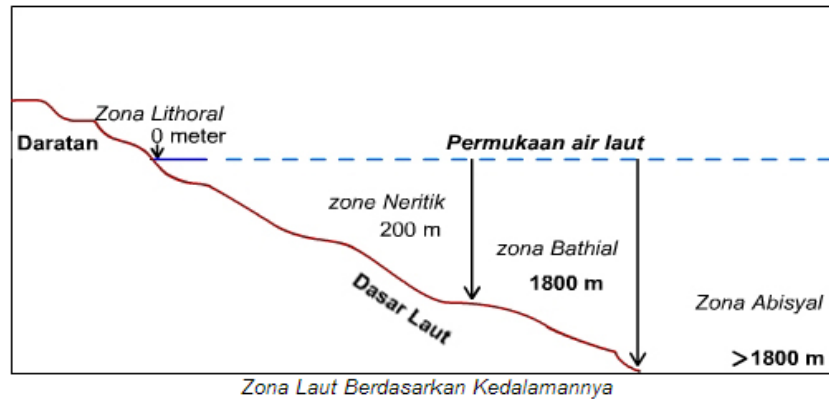 Zona Lithoral
0 meter
Daratan
Permukaan air laut
zone Neritik
200 m
zona Bathial
1800 m
Dasar Laut
Zona Abisyal
>1800 m
Zona Laut Berdasarkan Kedalamannya